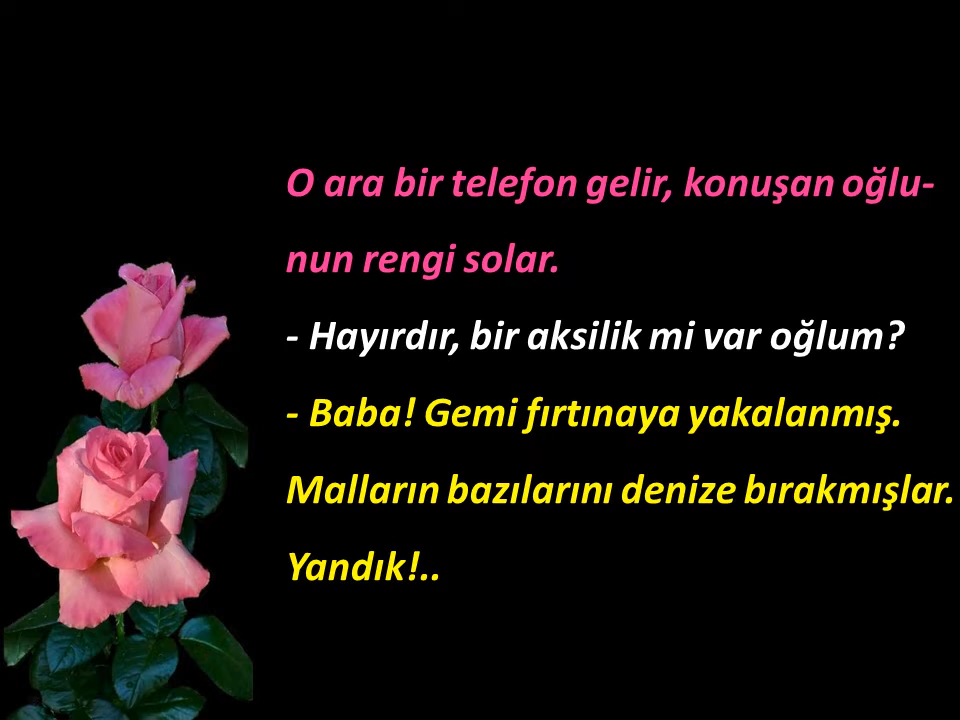 O ara bir telefon gelir, konuşan oğlu-
nun rengi solar.
- Hayırdır, bir aksilik mi var oğlum?
- Baba! Gemi fırtınaya yakalanmış.
Malların bazılarını denize bırakmışlar.
Yandık!..